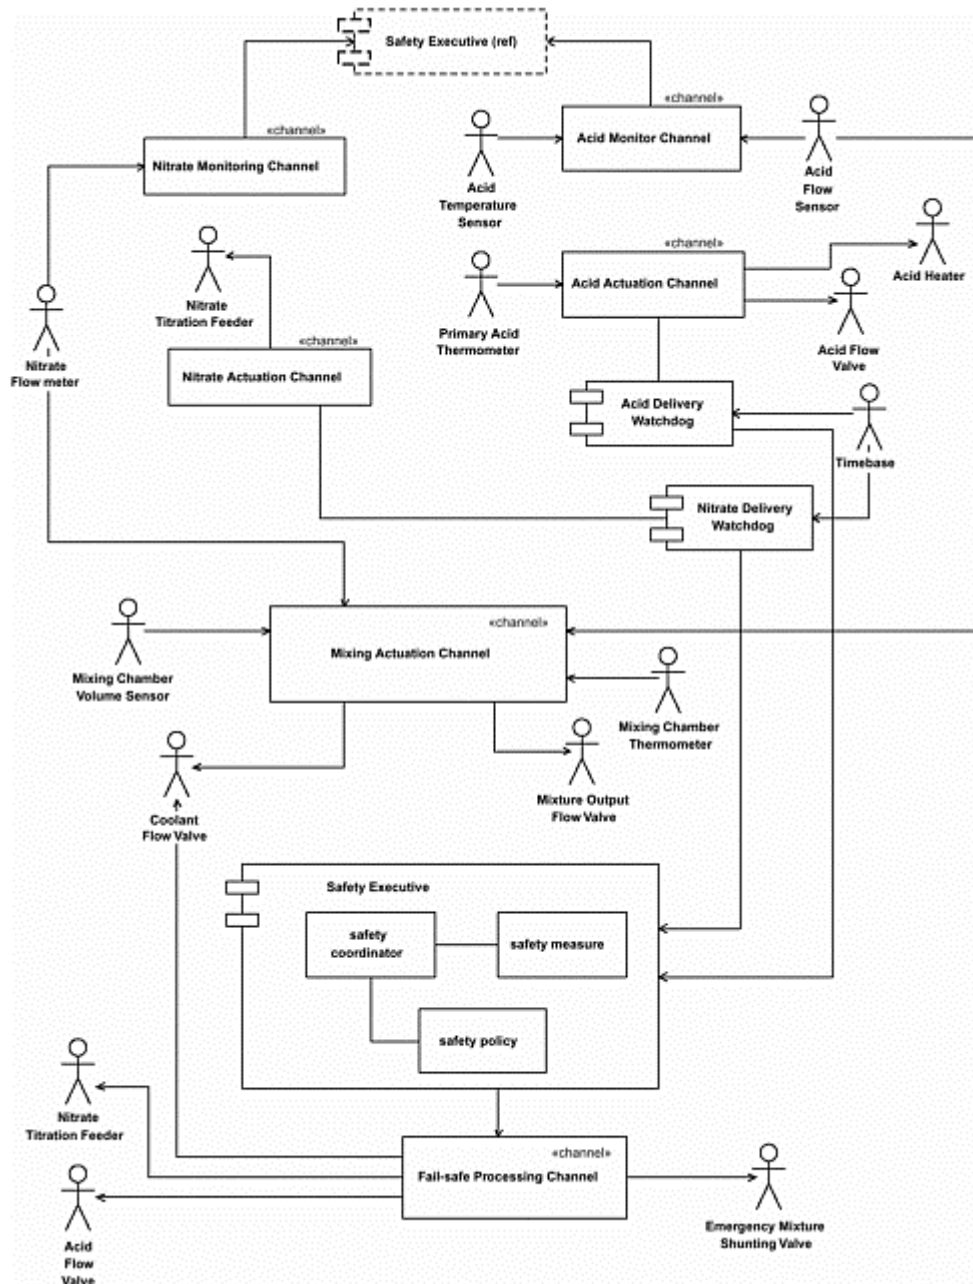 Safety Executive (ref)
«channel»
Nitrate Monitoring Channel
«channel»
Acid Monitor Channel
Acid
Temperature
Sensor
Acid
Flow
Sensor
Nitrate
Titration Feeder
«channel»
Acid Actuation Channel
Acid Heater
Primary Acid
Thermometer
Acid Flow
Valve
Nitrate
Flow meter
«channel»
Nitrate Actuation Channel
Acid Delivery
Watchdog
Timebase
Nitrate Delivery
Watchdog
«channel»
Mixing Actuation Channel
Mixing Chamber
Volume Sensor
Mixing Chamber
Thermometer
Mixture Output
Flow Valve
Coolant
Flow Valve
Safety Executive
safety
coordinator
safety measure
safety policy
Nitrate
Titration Feeder
«channel»
Fail-safe Processing Channel
Acid
Flow
Valve
Emergency Mixture
Shunting Valve